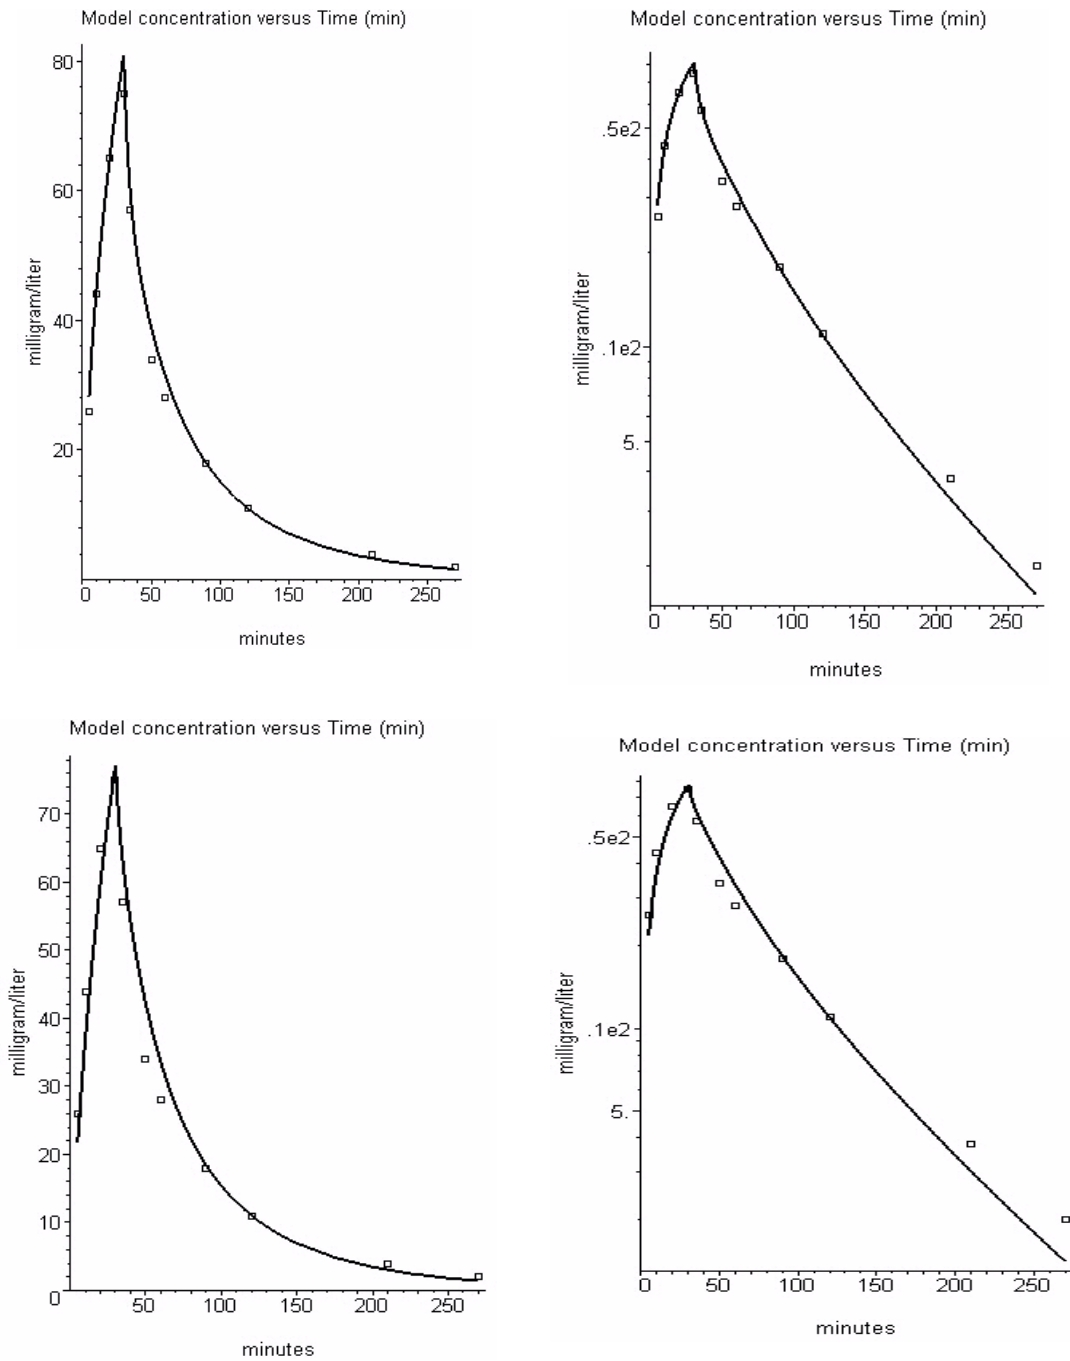 Model concentration versus Time (min)
80
60
40
20
0 50 100 150 200 250
milligram/liter
minutes
Model concentration versus Time (min)
.5e2
.1e2
5.
0 50 100 150 200 250
milligram/liter
minutes
Model concentration versus Time (min)
70
60
50
40
30
20
10
0 50 100 150 200 250
milligram/liter
minutes
Model concentration versus Time (min)
.5e2
.1e2
5.
0 50 100 150 200 250
milligram/liter
minutes